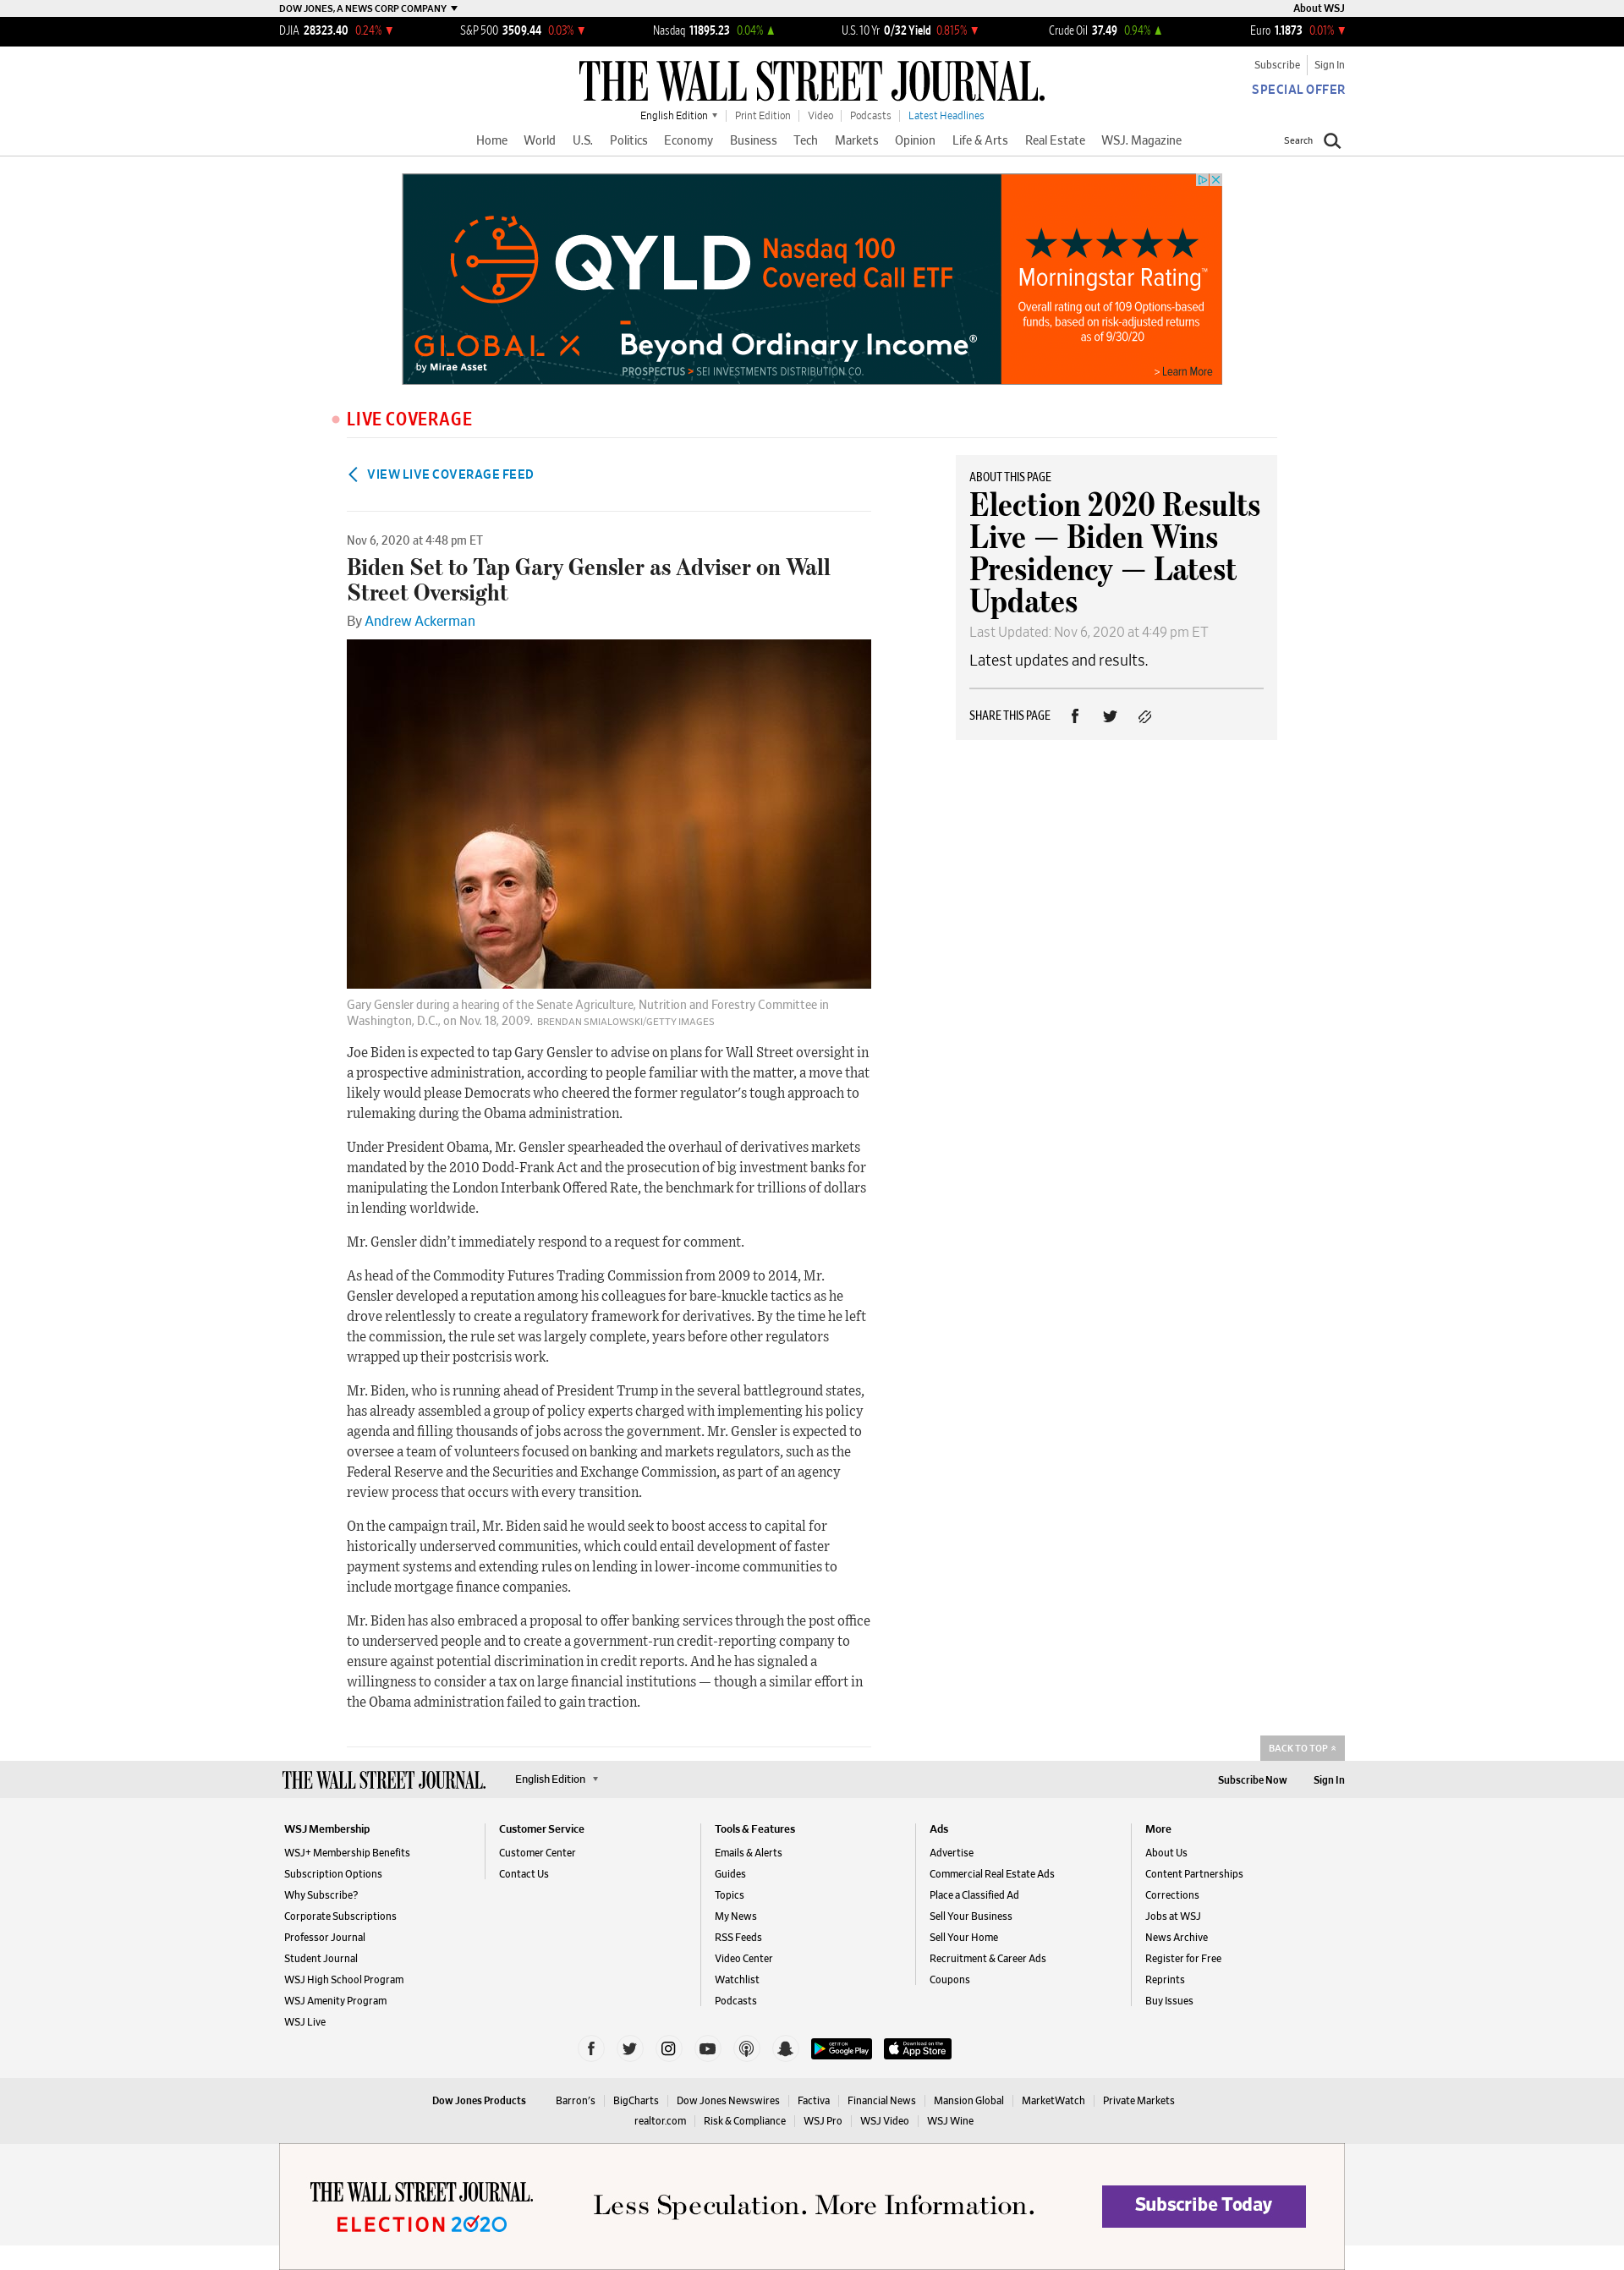 DOW JONES, A NEWS CORP COMPANY
About WSJ
DJIA 28323.40 0.24%
S&P 500 3509.44 0.03%
Nasdaq 11895.23 0.04%
U.S. 10 Yr 0/32 Yield 0.815%
Crude Oil 37.49 0.94%
Euro 1.1873 0.01%
THE WALL STREET JOURNAL.
Subscribe
Sign In
SPECIAL OFFER
English Edition
Print Edition
Video
Podcasts
Latest Headlines
Home World U.S. Politics Economy Business Tech Markets Opinion Life & Arts Real Estate WSJ. Magazine
Search
QYLD
Nasdaq 100
Covered Call ETF
GLOBAL X
by Mirae Asset
Beyond Ordinary Income®
PROSPECTUS > SEI INVESTMENTS DISTRIBUTION CO.
Morningstar Rating™
Overall rating out of 109 Options-based
funds, based on risk-adjusted returns
as of 9/30/20
> Learn More
LIVE COVERAGE
VIEW LIVE COVERAGE FEED
Nov 6, 2020 at 4:48 pm ET
Biden Set to Tap Gary Gensler as Adviser on Wall
Street Oversight
By Andrew Ackerman
Gary Gensler during a hearing of the Senate Agriculture, Nutrition and Forestry Committee in
Washington, D.C., on Nov. 18, 2009. BRENDAN SMIALOWSKI/GETTY IMAGES
Joe Biden is expected to tap Gary Gensler to advise on plans for Wall Street oversight in
a prospective administration, according to people familiar with the matter, a move that
likely would please Democrats who cheered the former regulator's tough approach to
rulemaking during the Obama administration.
Under President Obama, Mr. Gensler spearheaded the overhaul of derivatives markets
mandated by the 2010 Dodd-Frank Act and the prosecution of big investment banks for
manipulating the London Interbank Offered Rate, the benchmark for trillions of dollars
in lending worldwide.
Mr. Gensler didn't immediately respond to a request for comment.
As head of the Commodity Futures Trading Commission from 2009 to 2014, Mr.
Gensler developed a reputation among his colleagues for bare-knuckle tactics as he
drove relentlessly to create a regulatory framework for derivatives. By the time he left
the commission, the rule set was largely complete, years before other regulators
wrapped up their postcrisis work.
Mr. Biden, who is running ahead of President Trump in the several battleground states,
has already assembled a group of policy experts charged with implementing his policy
agenda and filling thousands of jobs across the government. Mr. Gensler is expected to
oversee a team of volunteers focused on banking and markets regulators, such as the
Federal Reserve and the Securities and Exchange Commission, as part of an agency
review process that occurs with every transition.
On the campaign trail, Mr. Biden said he would seek to boost access to capital for
historically underserved communities, which could entail development of faster
payment systems and extending rules on lending in lower-income communities to
include mortgage finance companies.
Mr. Biden has also embraced a proposal to offer banking services through the post office
to underserved people and to create a government-run credit-reporting company to
ensure against potential discrimination in credit reports. And he has signaled a
willingness to consider a tax on large financial institutions — though a similar effort in
the Obama administration failed to gain traction.
ABOUT THIS PAGE
Election 2020 Results
Live — Biden Wins
Presidency — Latest
Updates
Last Updated: Nov 6, 2020 at 4:49 pm ET
Latest updates and results.
SHARE THIS PAGE
BACK TO TOP
THE WALL STREET JOURNAL.
English Edition
Subscribe Now
Sign In
WSJ Membership
WSJ+ Membership Benefits
Subscription Options
Why Subscribe?
Corporate Subscriptions
Professor Journal
Student Journal
WSJ High School Program
WSJ Amenity Program
WSJ Live
Customer Service
Customer Center
Contact Us
Tools & Features
Emails & Alerts
Guides
Topics
My News
RSS Feeds
Video Center
Watchlist
Podcasts
Ads
Advertise
Commercial Real Estate Ads
Place a Classified Ad
Sell Your Business
Sell Your Home
Recruitment & Career Ads
Coupons
More
About Us
Content Partnerships
Corrections
Jobs at WSJ
News Archive
Register for Free
Reprints
Buy Issues
GET IT ON
Google Play
Download on the
App Store
Dow Jones Products
Barron's BigCharts Dow Jones Newswires Factiva Financial News Mansion Global MarketWatch Private Markets
realtor.com Risk & Compliance WSJ Pro WSJ Video WSJ Wine
THE WALL STREET JOURNAL.
ELECTION 2020
Less Speculation. More Information.
Subscribe Today